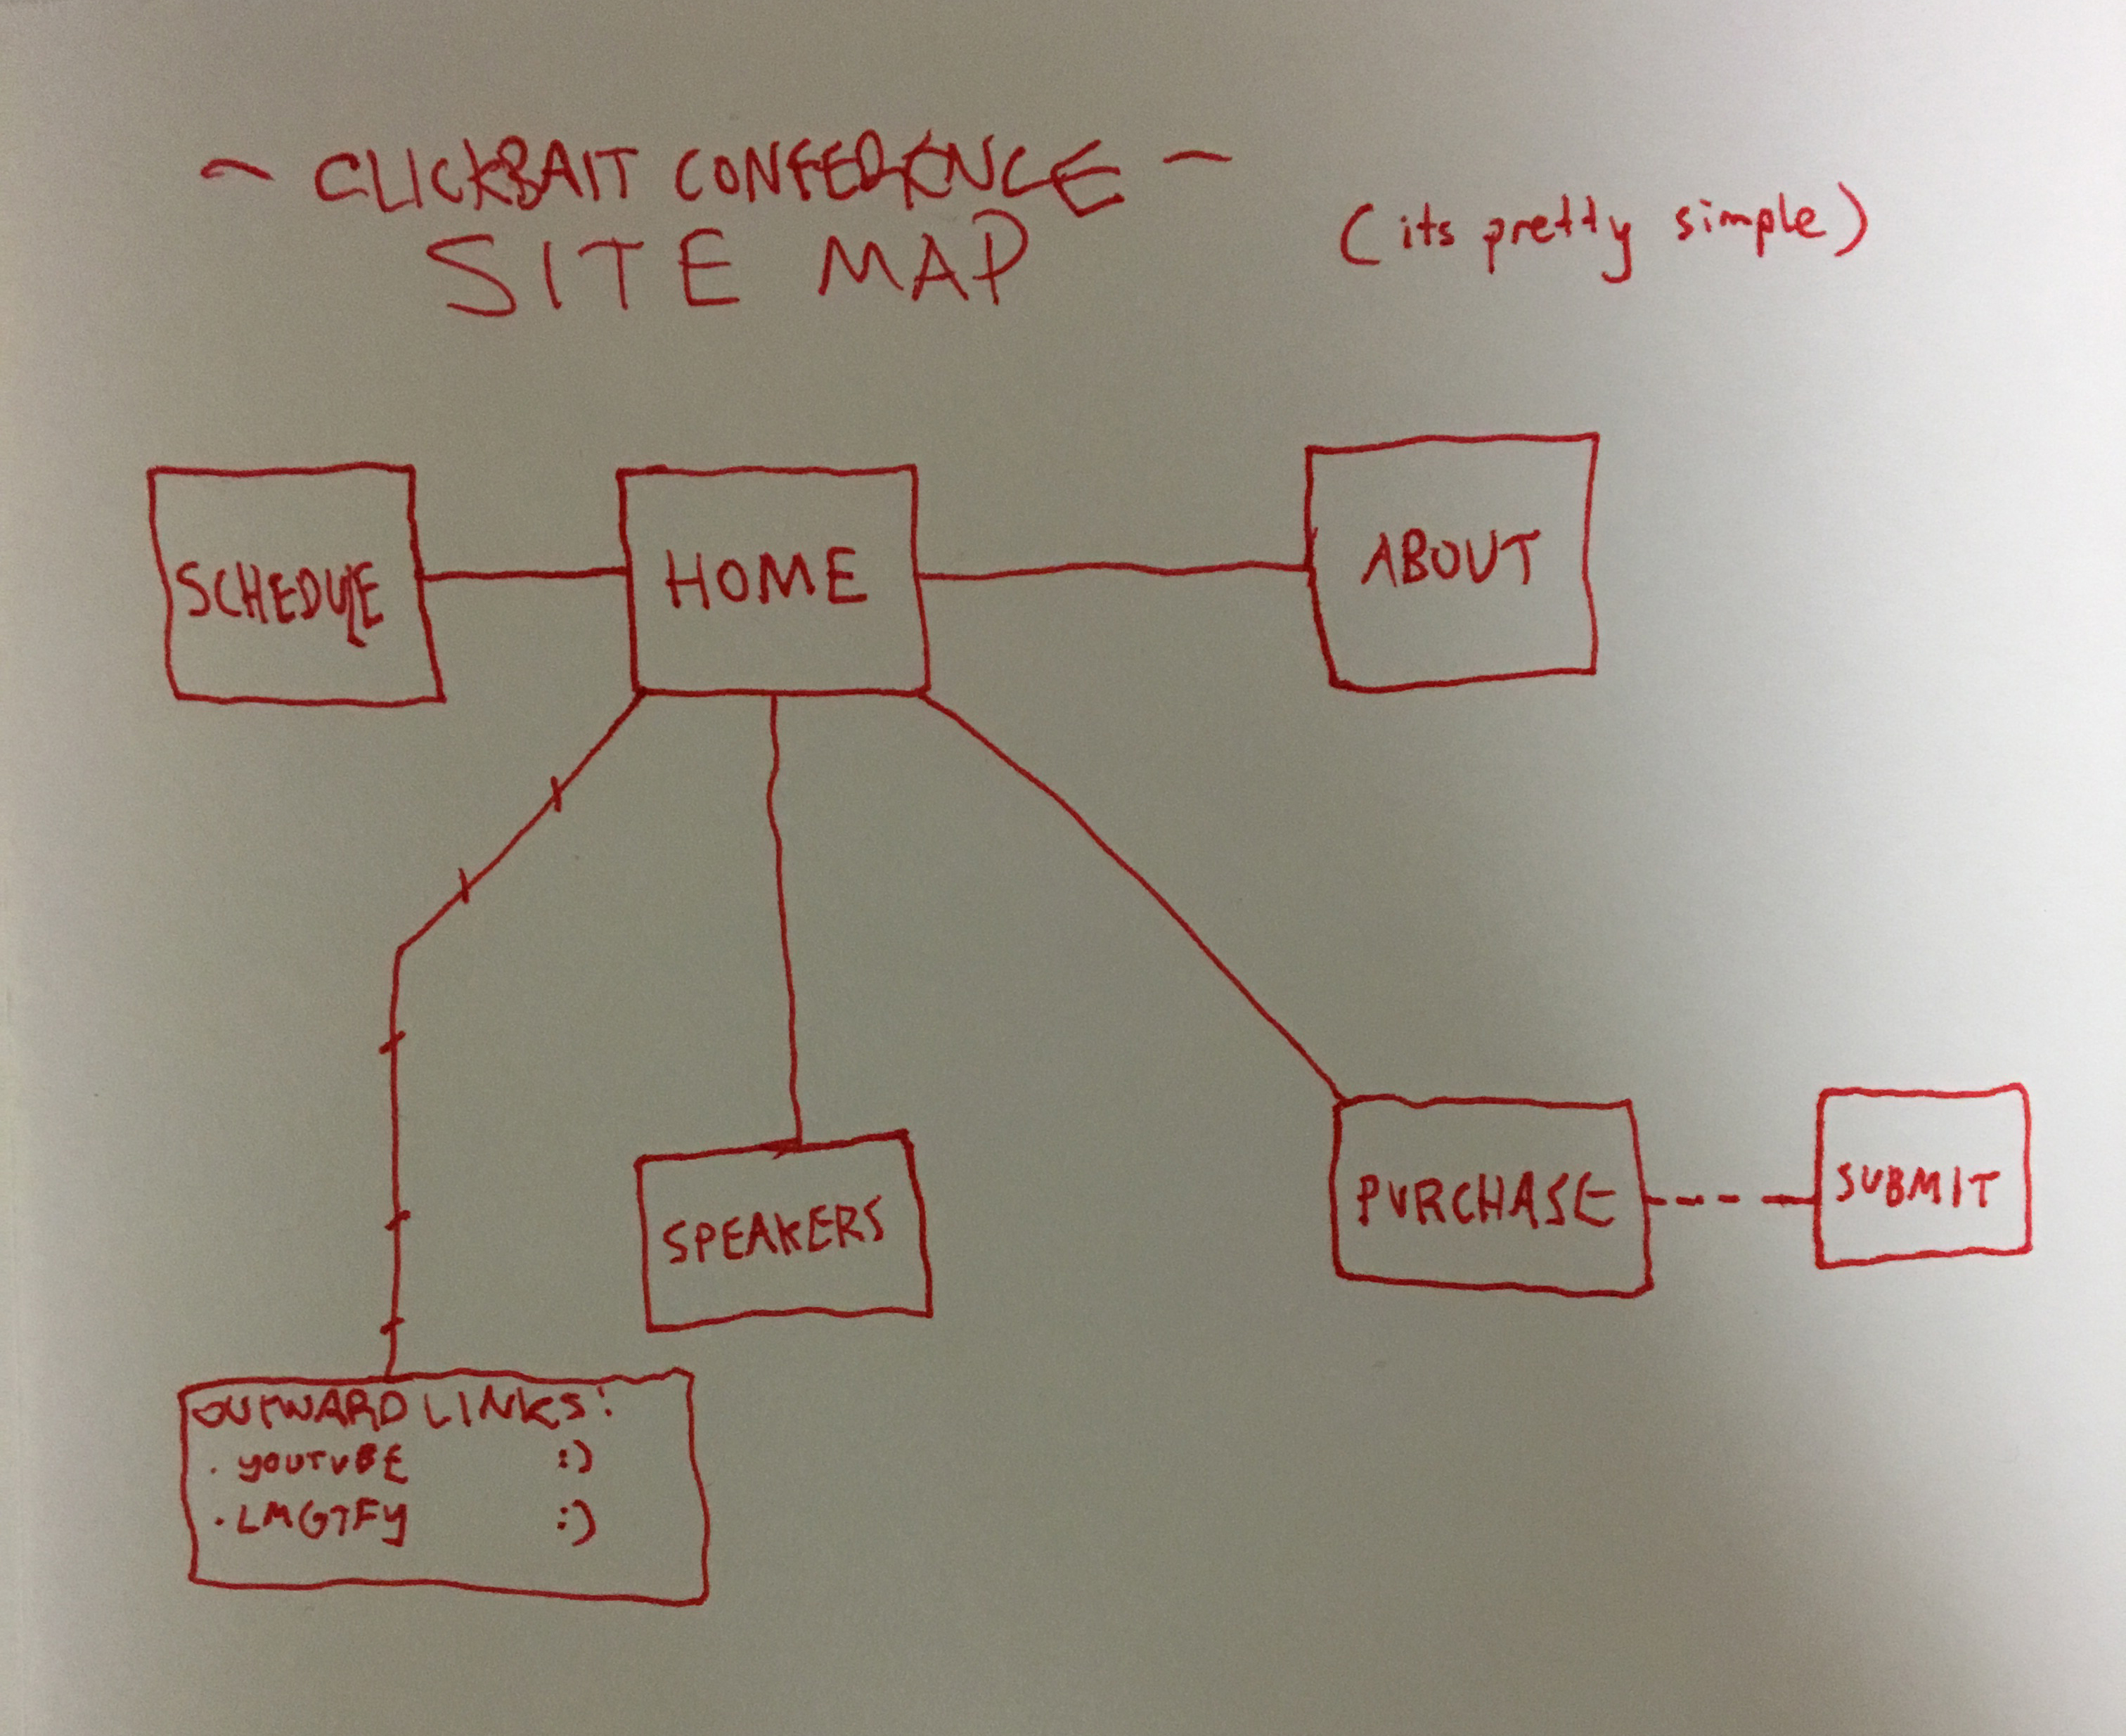 ~ CLICKBAIT CONFERENCE ~
SITE MAP
(its pretty simple)
SCHEDULE
HOME
ABOUT
SPEAKERS
PURCHASE
SUBMIT
OUTWARD LINKS:
. YOUTUBE :)
. LMGTFY :)